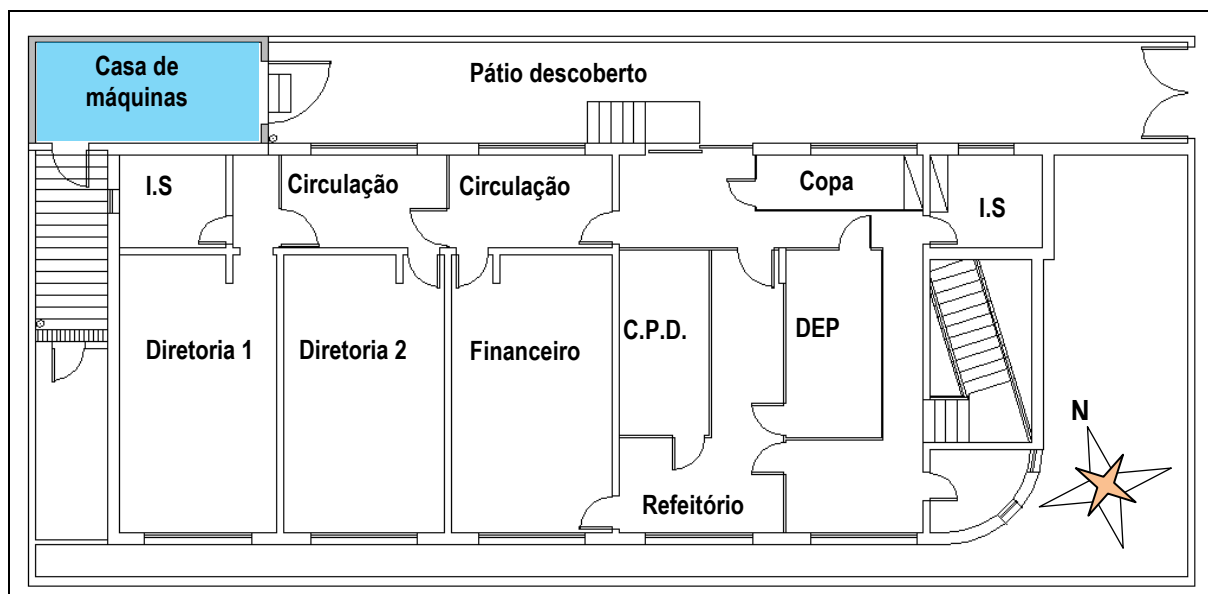 Casa de
máquinas
Pátio descoberto
I.S
Circulação
Circulação
Copa
I.S
Diretoria 1
Diretoria 2
Financeiro
C.P.D.
DEP
N
Refeitório